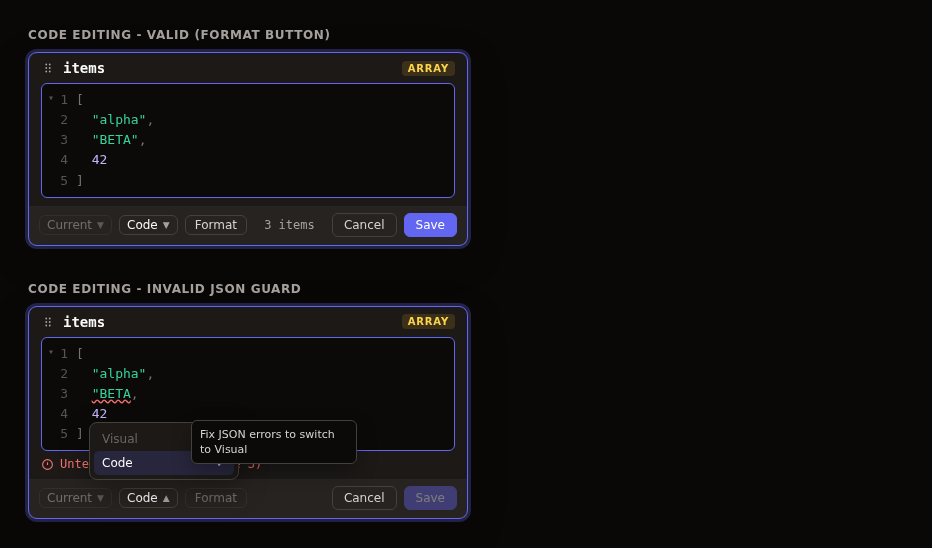 CODE EDITING - VALID (FORMAT BUTTON)
items ARRAY
1 [
2 "alpha",
3 "BETA",
4 42
5 ]
Current Code Format 3 items Cancel Save
CODE EDITING - INVALID JSON GUARD
items ARRAY
1 [
2 "alpha",
3 "BETA,
4 42
5 ]
Visual
Fix JSON errors to switch
to Visual
Code
Current Code Format Cancel Save